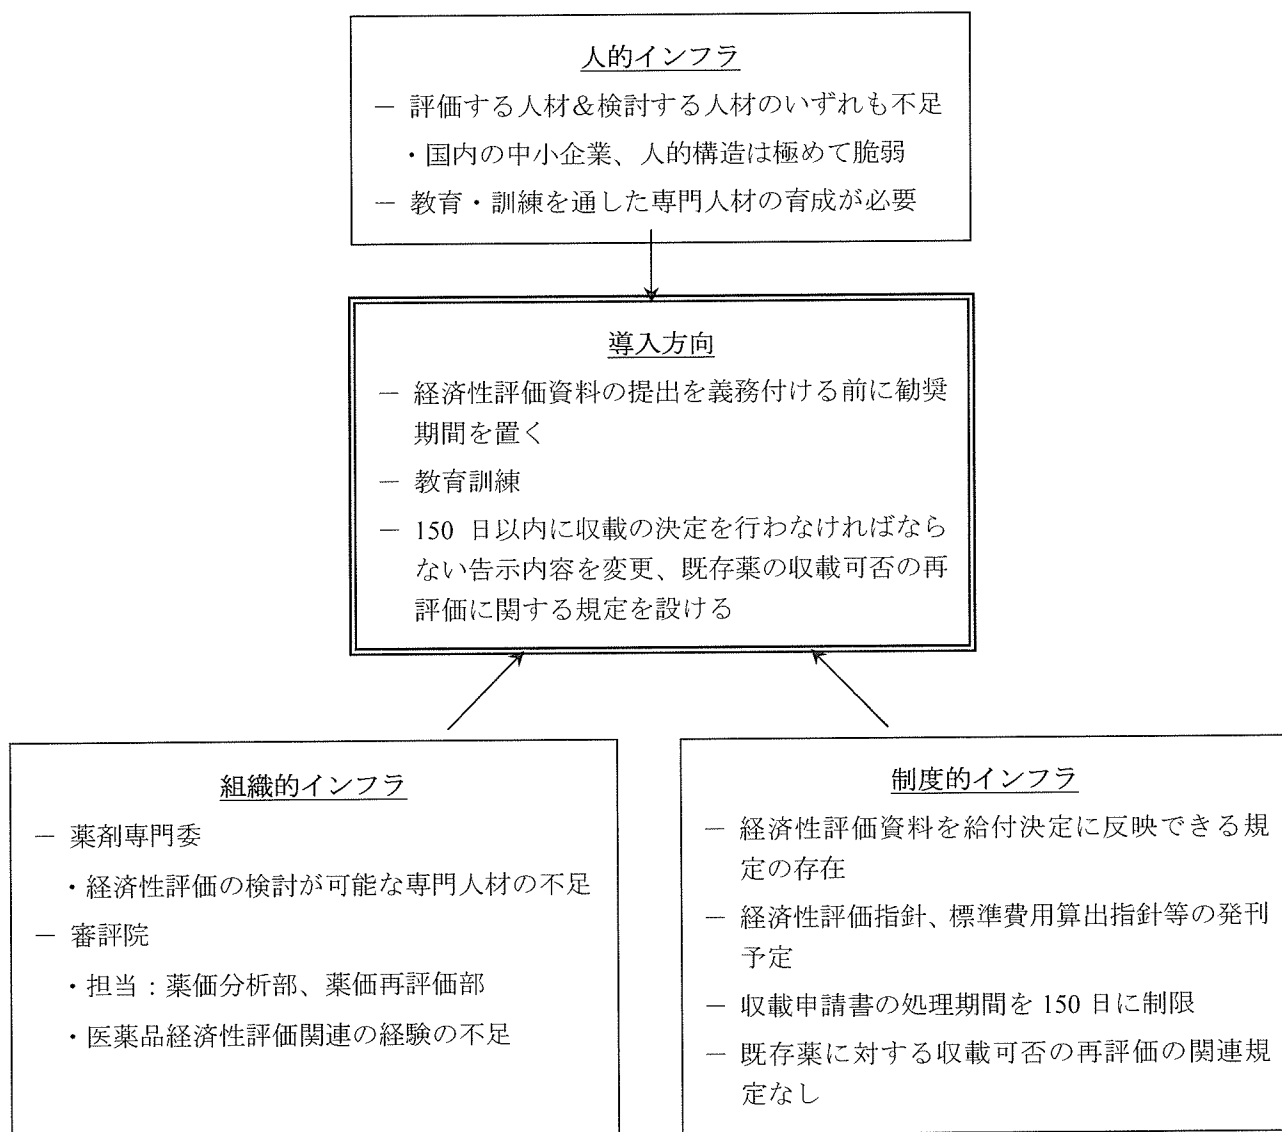 人的インフラ
－ 評価する人材＆検討する人材のいずれも不足
・国内の中小企業、人的構造は極めて脆弱
－ 教育・訓練を通した専門人材の育成が必要
導入方向
－ 経済性評価資料の提出を義務付ける前に勧奨
期間を置く
－ 教育訓練
－ 150 日以内に収載の決定を行わなければなら
ない告示内容を変更、既存薬の収載可否の再
評価に関する規定を設ける
組織的インフラ
－ 薬剤専門委
・経済性評価の検討が可能な専門人材の不足
－ 審評院
・担当：薬価分析部、薬価再評価部
・医薬品経済性評価関連の経験の不足
制度的インフラ
－ 経済性評価資料を給付決定に反映できる規
定の存在
－ 経済性評価指針、標準費用算出指針等の発刊
予定
－ 収載申請書の処理期間を 150 日に制限
－ 既存薬に対する収載可否の再評価の関連規
定なし